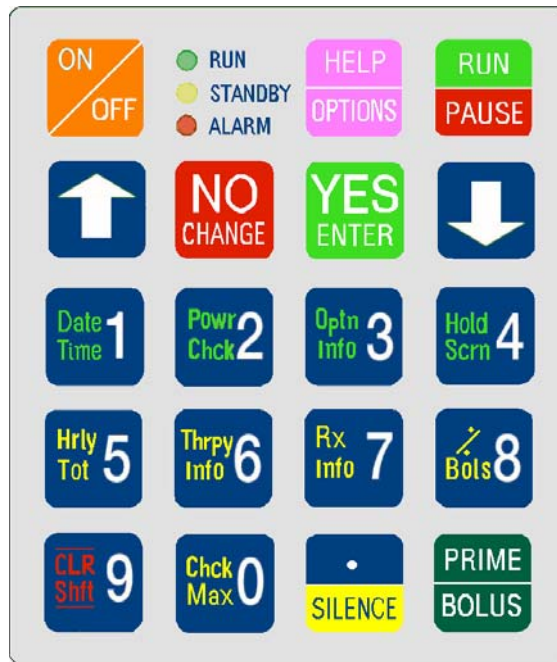 ON
OFF
RUN
STANDBY
ALARM
HELP
OPTIONS
RUN
PAUSE
NO
CHANGE
YES
ENTER
Date
Time 1
Powr
Chck 2
Optn
Info 3
Hold
Scrn 4
Hrly
Tot 5
Thrpy
Info 6
Rx
Info 7
Bols 8
CLR
Shft 9
Chck
Max 0
.
SILENCE
PRIME
BOLUS